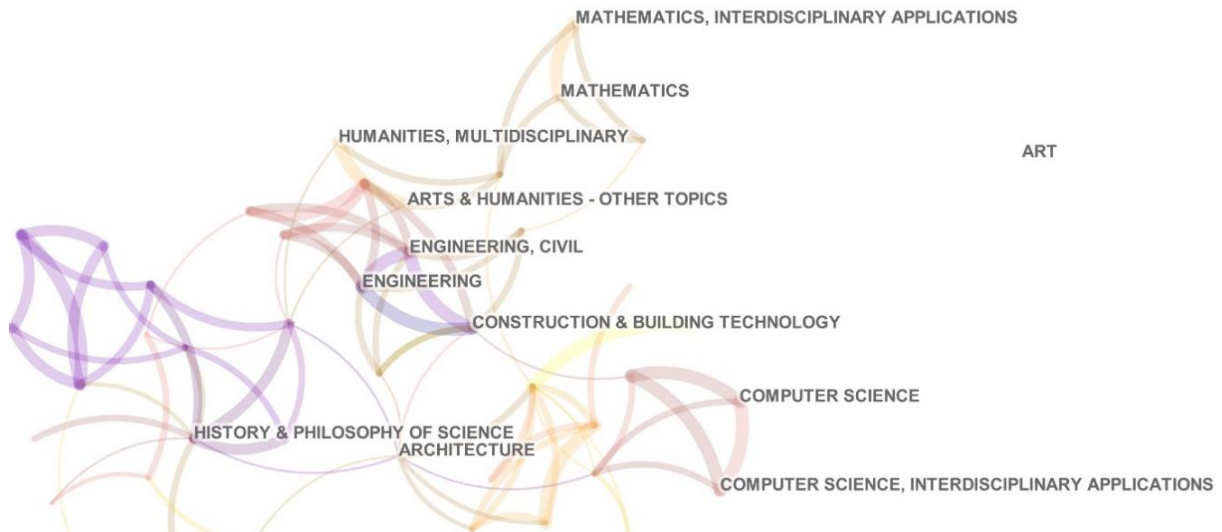 MATHEMATICS, INTERDISCIPLINARY APPLICATIONS
MATHEMATICS
HUMANITIES, MULTIDISCIPLINARY
ART
ARTS & HUMANITIES - OTHER TOPICS
ENGINEERING, CIVIL
ENGINEERING
CONSTRUCTION & BUILDING TECHNOLOGY
COMPUTER SCIENCE
HISTORY & PHILOSOPHY OF SCIENCE
ARCHITECTURE
COMPUTER SCIENCE, INTERDISCIPLINARY APPLICATIONS